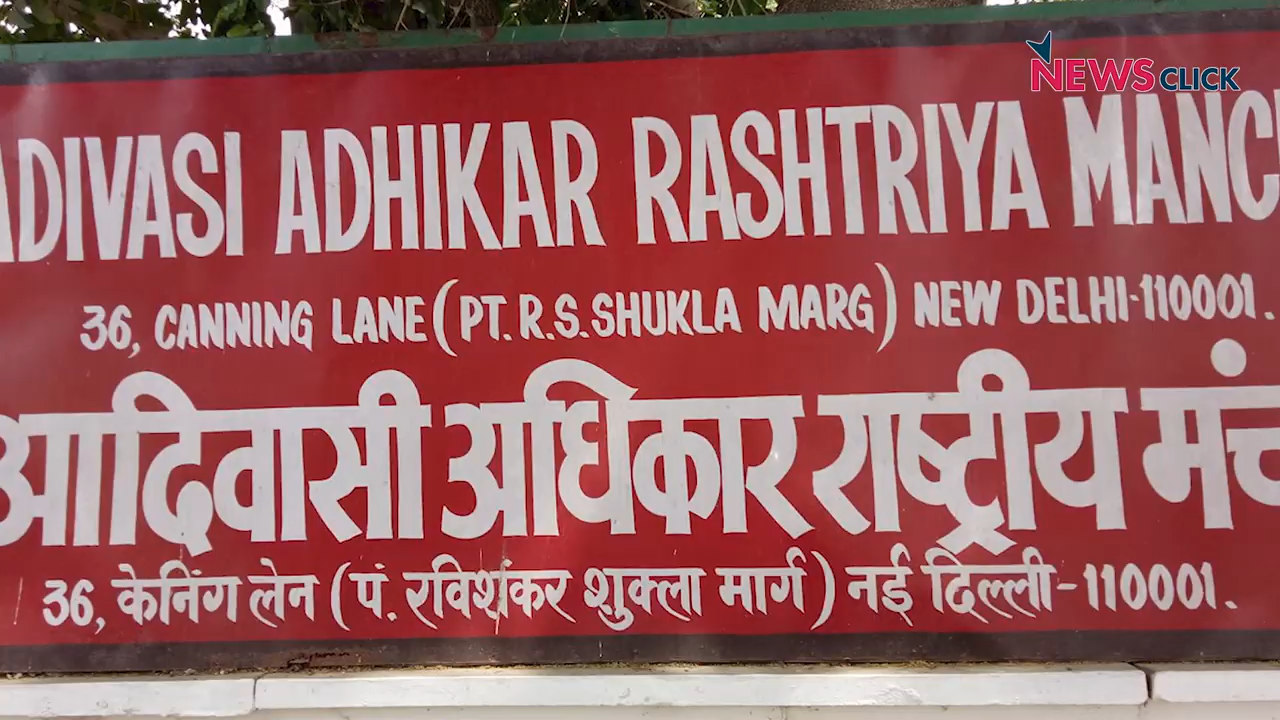 NEWSCLICK
ADIVASI ADHIKAR RASHTRIYA MANC
36, CANNING LANE (PT. R.S. SHUKLA MARG) NEW DELHI-110001.
आदिवासी अधिकार राष्ट्रीय मंच
36, केनिंग लेन (पं. रविशंकर शुक्ला मार्ग) नई दिल्ली-110001.